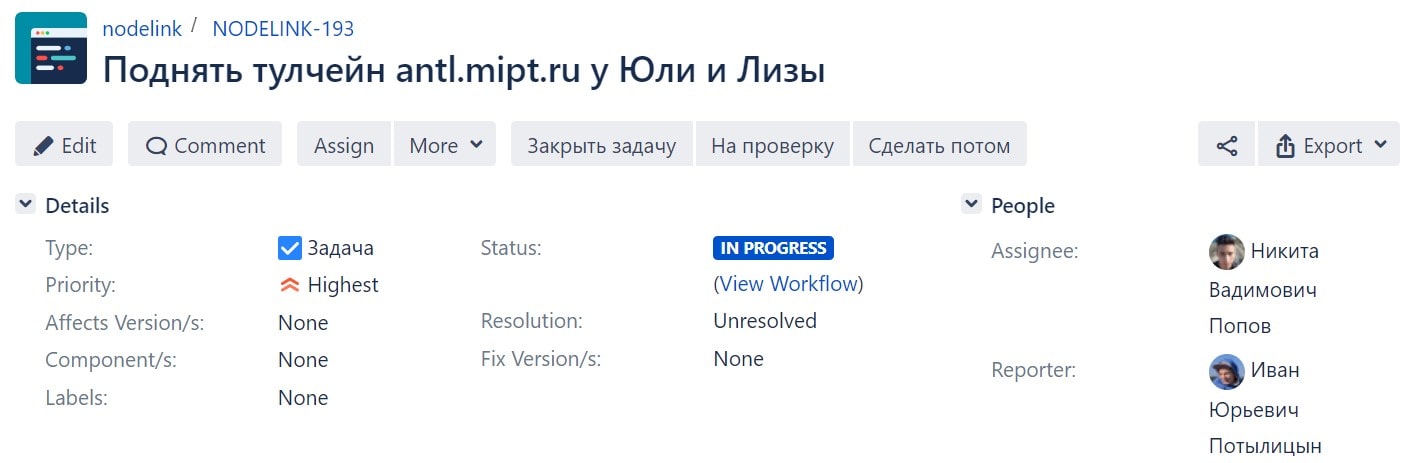 nodelink / NODELINK-193
Поднять тулчейн antl.mipt.ru у Юли и Лизы
Edit Comment Assign More Закрыть задачу На проверку Сделать потом Export
Details
Type: Задача
Priority: Highest
Affects Version/s: None
Component/s: None
Labels: None
Status: IN PROGRESS
(View Workflow)
Resolution: Unresolved
Fix Version/s: None
People
Assignee: Никита
Вадимович
Попов
Reporter: Иван
Юрьевич
Потылицын